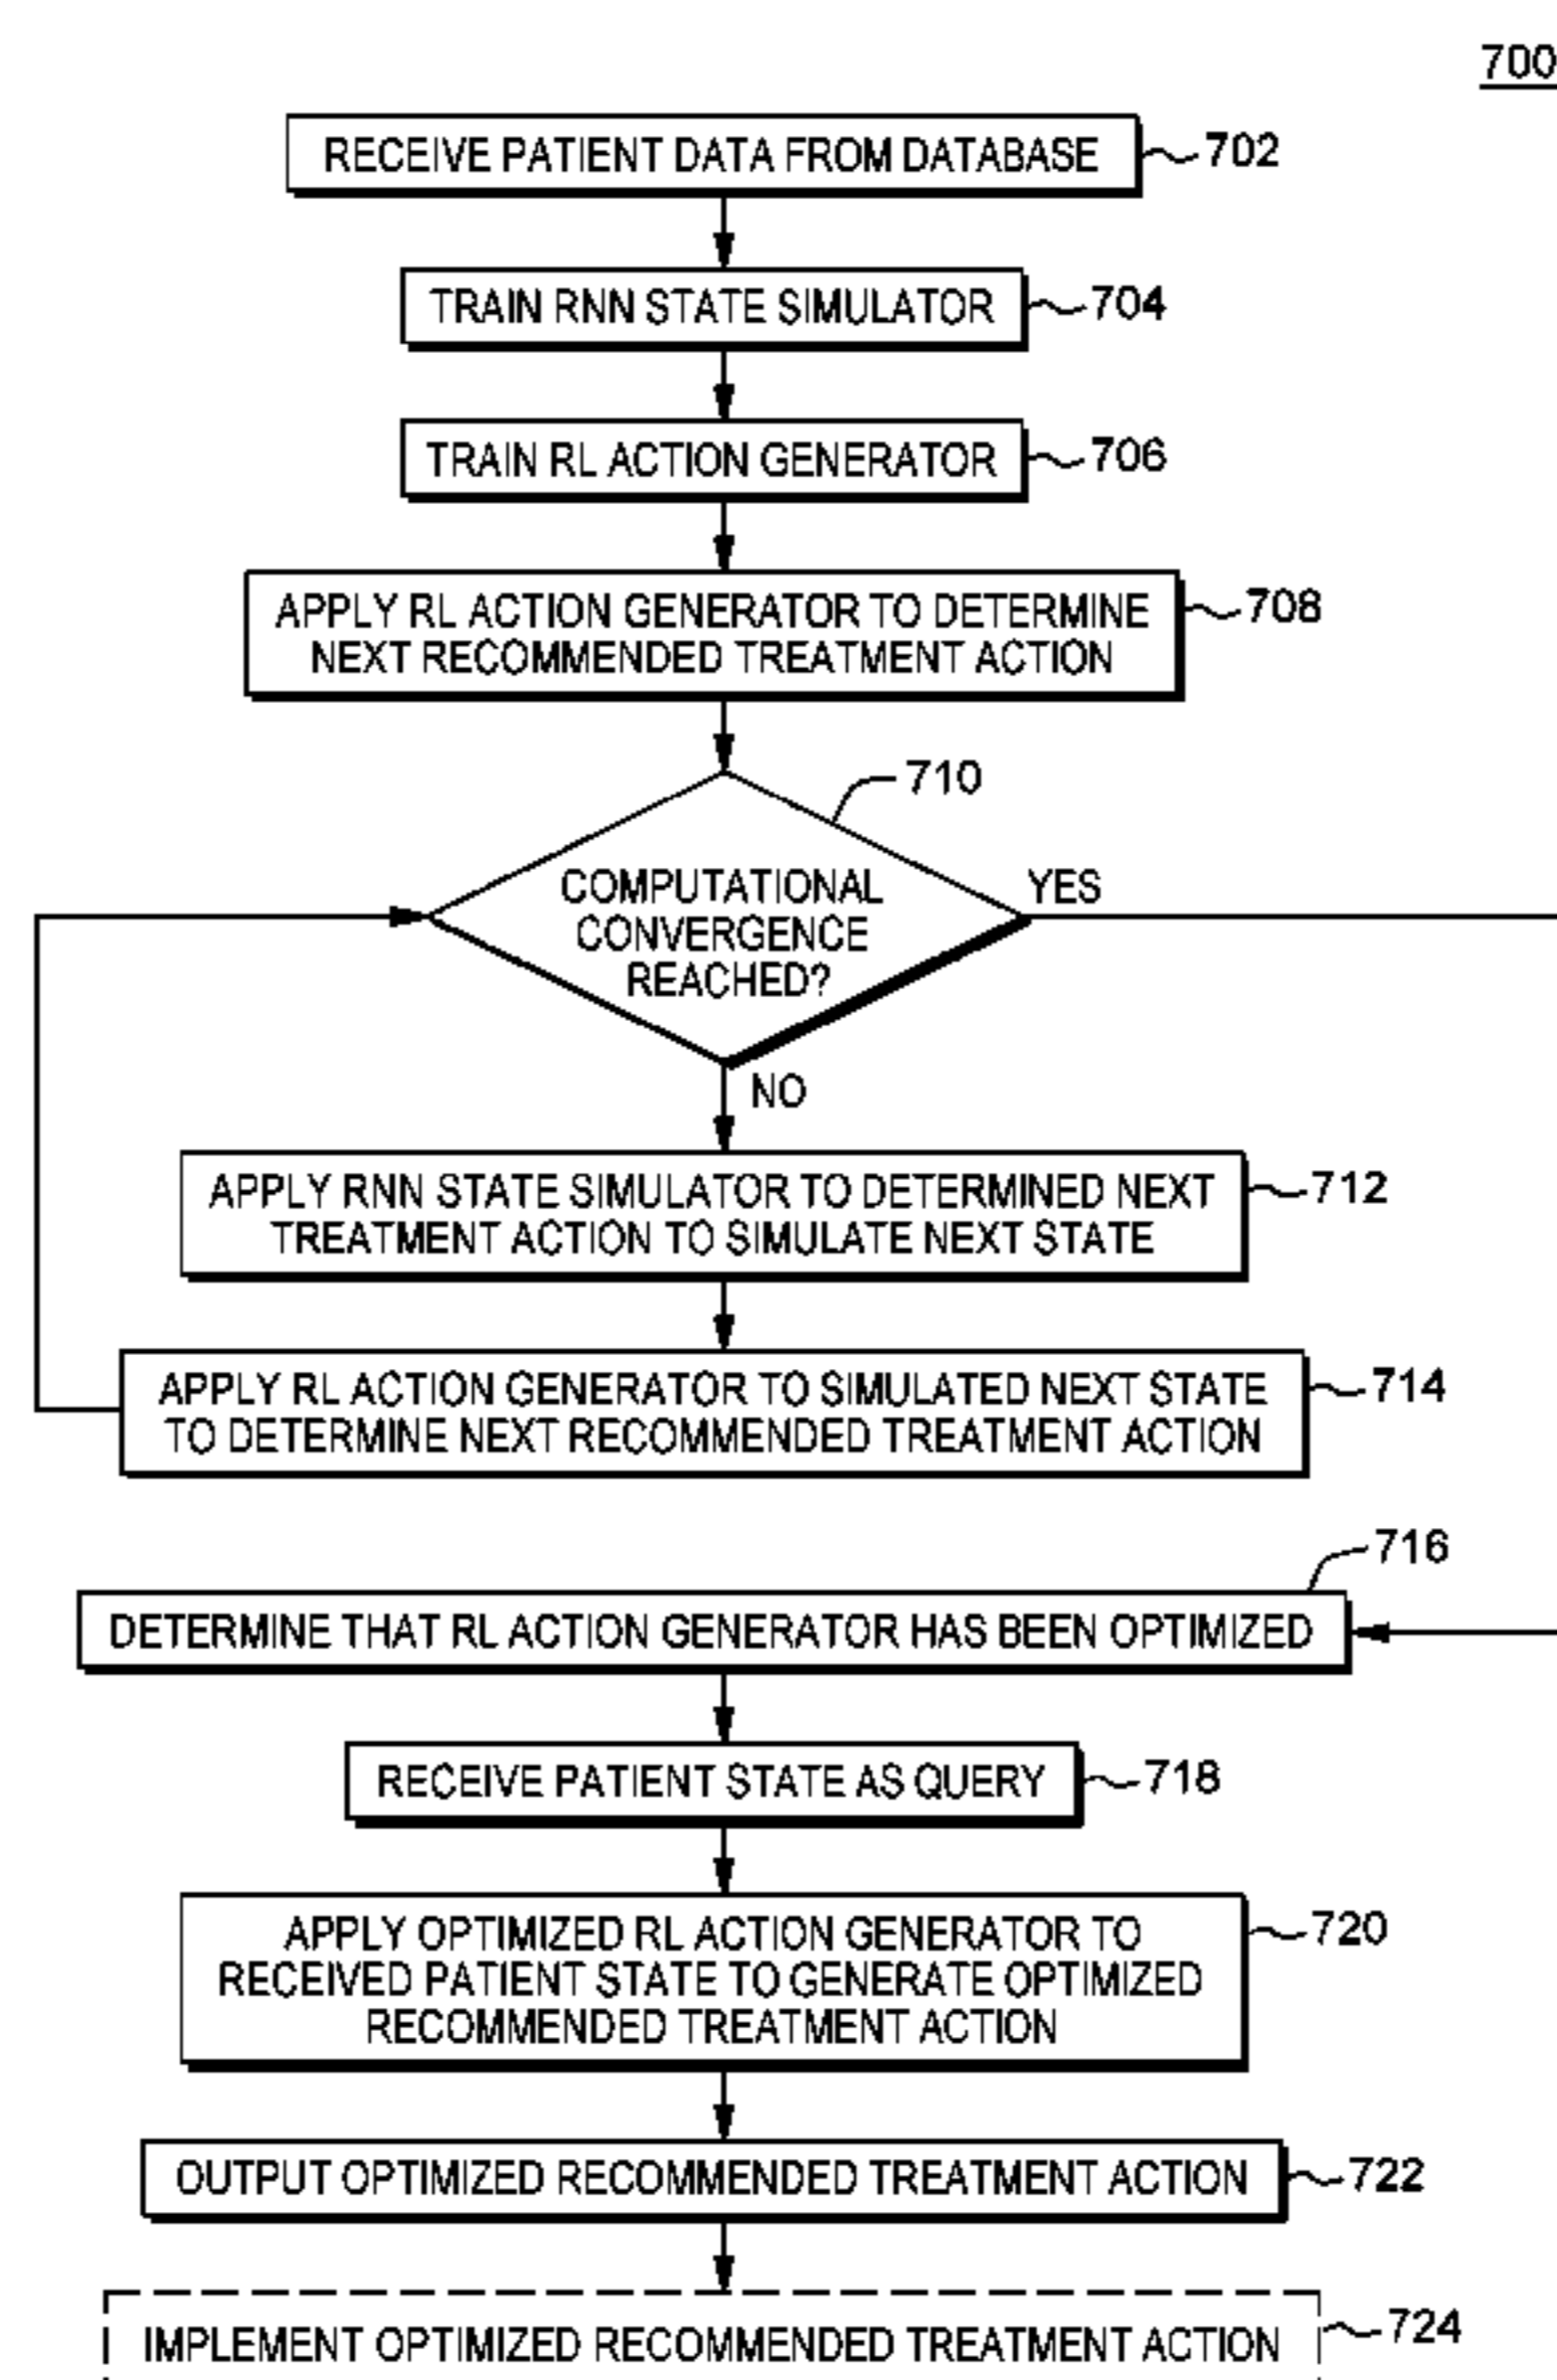 700
RECEIVE PATIENT DATA FROM DATABASE
702
TRAIN RNN STATE SIMULATOR
704
TRAIN RL ACTION GENERATOR
706
APPLY RL ACTION GENERATOR TO DETERMINE
NEXT RECOMMENDED TREATMENT ACTION
708
710
COMPUTATIONAL
CONVERGENCE
REACHED?
YES
NO
APPLY RNN STATE SIMULATOR TO DETERMINED NEXT
TREATMENT ACTION TO SIMULATE NEXT STATE
712
APPLY RL ACTION GENERATOR TO SIMULATED NEXT STATE
TO DETERMINE NEXT RECOMMENDED TREATMENT ACTION
714
716
DETERMINE THAT RL ACTION GENERATOR HAS BEEN OPTIMIZED
RECEIVE PATIENT STATE AS QUERY
718
APPLY OPTIMIZED RL ACTION GENERATOR TO
RECEIVED PATIENT STATE TO GENERATE OPTIMIZED
RECOMMENDED TREATMENT ACTION
720
OUTPUT OPTIMIZED RECOMMENDED TREATMENT ACTION
722
IMPLEMENT OPTIMIZED RECOMMENDED TREATMENT ACTION
724